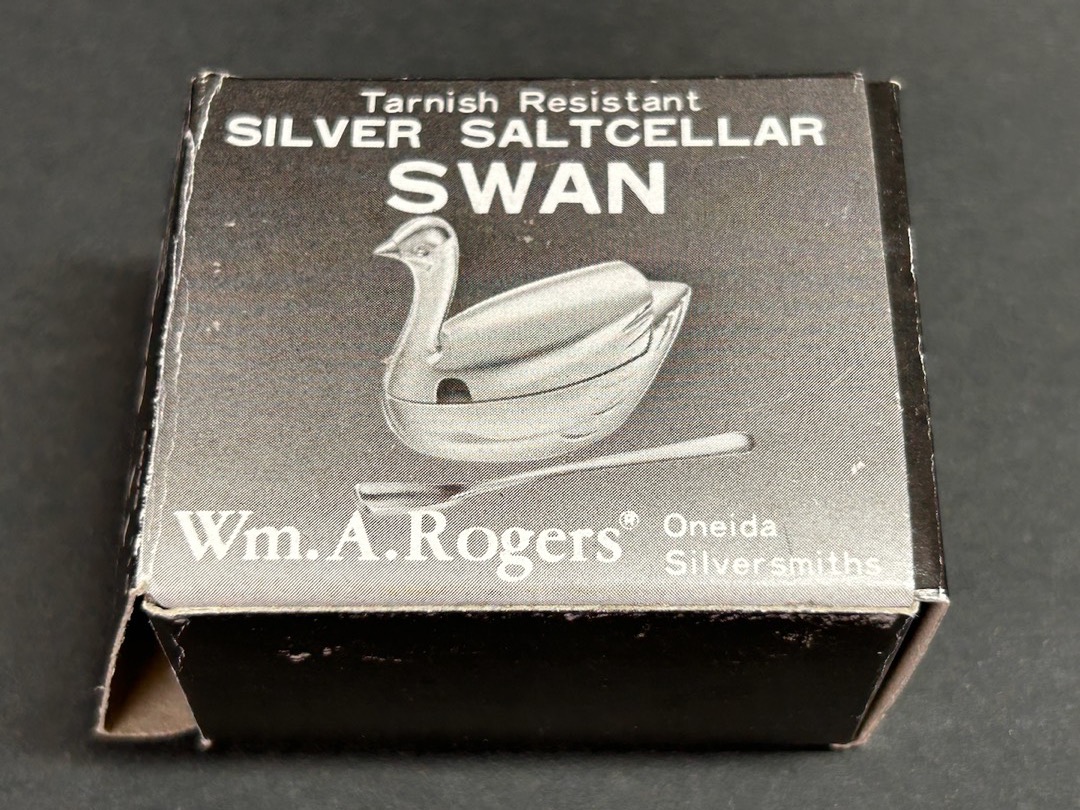 Tarnish Resistant
SILVER SALTCELLAR
SWAN
Wm. A. Rogers® Oneida
Silversmiths